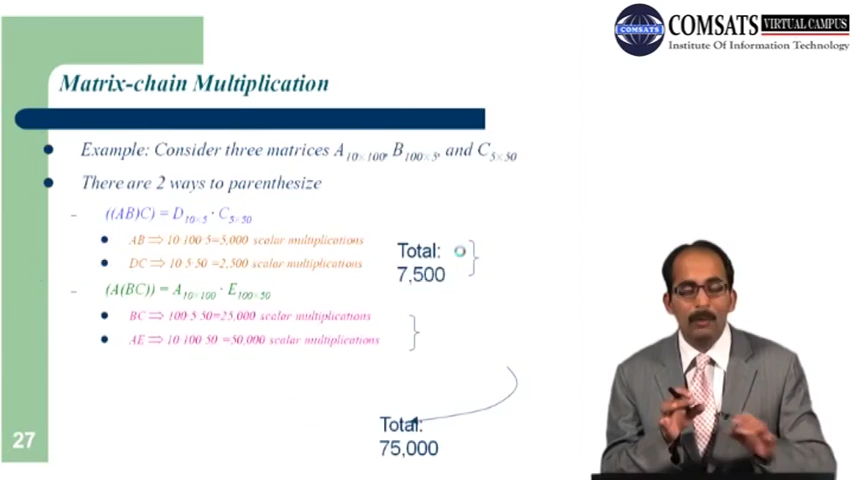 COMSATS VIRTUAL CAMPUS
COMSATS
Institute Of Information Technology
Matrix-chain Multiplication
Example: Consider three matrices A10×100, B100×5, and C5×50
There are 2 ways to parenthesize
– ((AB)C) = D10×5 · C5×50
AB ⇒ 10·100·5=5,000 scalar multiplications
DC ⇒ 10·5·50 =2,500 scalar multiplications
Total:
7,500
– (A(BC)) = A10×100 · E100×50
BC ⇒ 100·5·50=25,000 scalar multiplications
AE ⇒ 10·100·50 =50,000 scalar multiplications
Total:
75,000
27